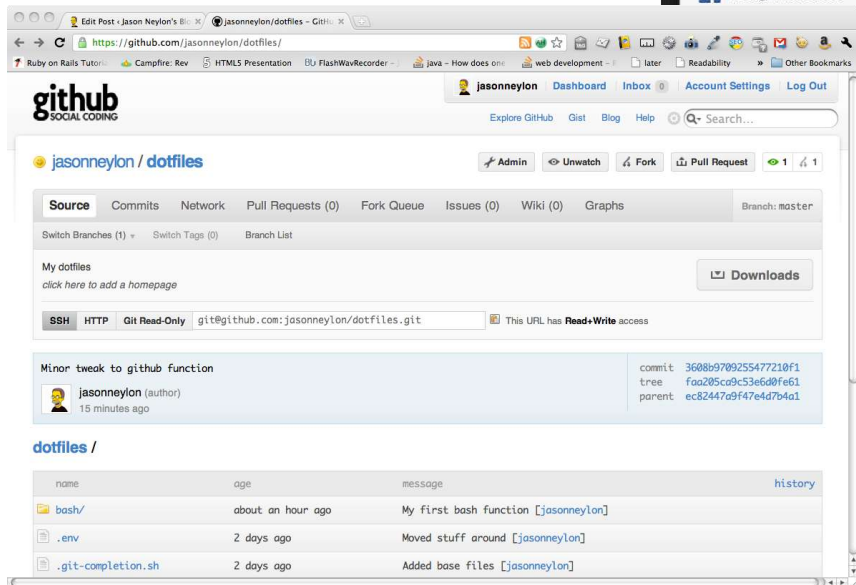 Edit Post ‹ Jason Neylon's Blo
jasonneylon/dotfiles – GitHu
https://github.com/jasonneylon/dotfiles/
Ruby on Rails Tutori
Campfire: Rev
HTML5 Presentation
FlashWavRecorder –
java – How does one
web development –
later
Readability
»
Other Bookmarks
github
SOCIAL CODING
jasonneylon Dashboard Inbox 0 Account Settings Log Out
Explore GitHub Gist Blog Help Search...
jasonneylon / dotfiles
Admin Unwatch Fork Pull Request 1 1
Source Commits Network Pull Requests (0) Fork Queue Issues (0) Wiki (0) Graphs Branch: master
Switch Branches (1) Switch Tags (0) Branch List
My dotfiles
click here to add a homepage
Downloads
SSH HTTP Git Read-Only git@github.com:jasonneylon/dotfiles.git This URL has Read+Write access
Minor tweak to github function
jasonneylon (author)
15 minutes ago
commit 3608b9709255477210f1
tree faa205ca9c53e6d0fe61
parent ec82447a9f47e4d7b4a1
dotfiles /
name age message history
bash/ about an hour ago My first bash function [jasonneylon]
.env 2 days ago Moved stuff around [jasonneylon]
.git-completion.sh 2 days ago Added base files [jasonneylon]